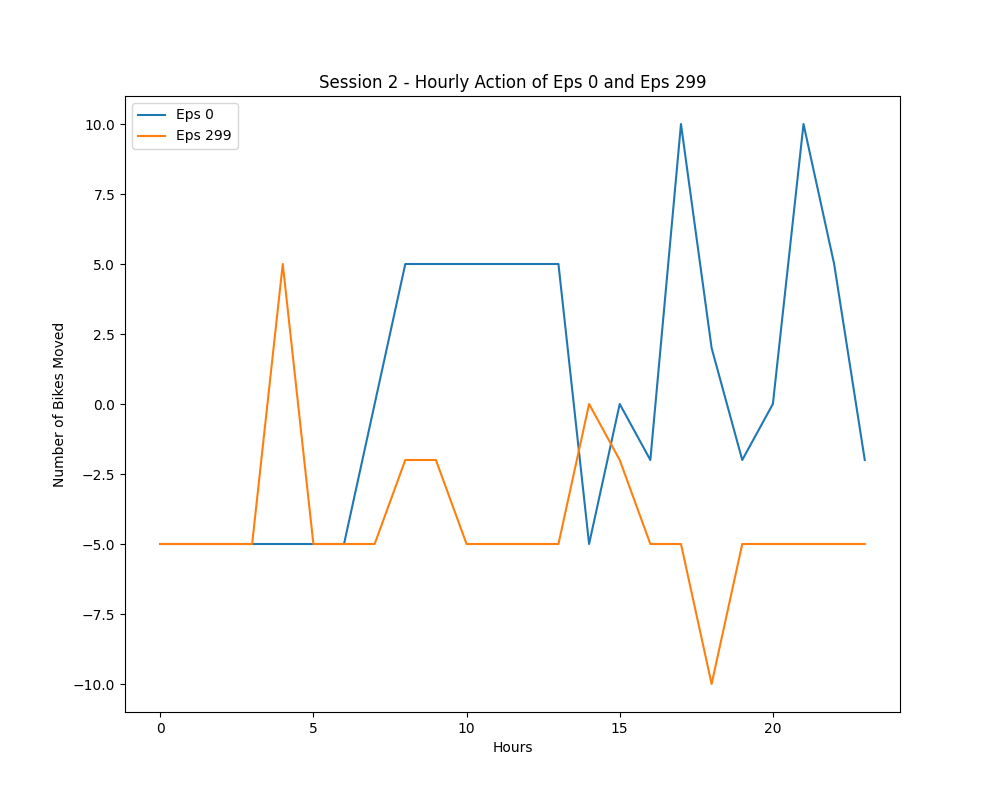 Session 2 - Hourly Action of Eps 0 and Eps 299
Eps 0
Eps 299
Number of Bikes Moved
10.0
7.5
5.0
2.5
0.0
−2.5
−5.0
−7.5
−10.0
0 5 10 15 20
Hours